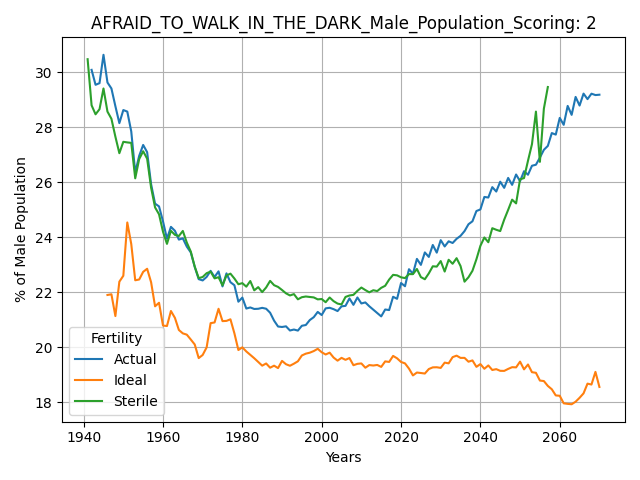 AFRAID_TO_WALK_IN_THE_DARK_Male_Population_Scoring: 2
% of Male Population
30
28
26
24
22
20
18
Fertility
Actual
Ideal
Sterile
1940 1960 1980 2000 2020 2040 2060
Years